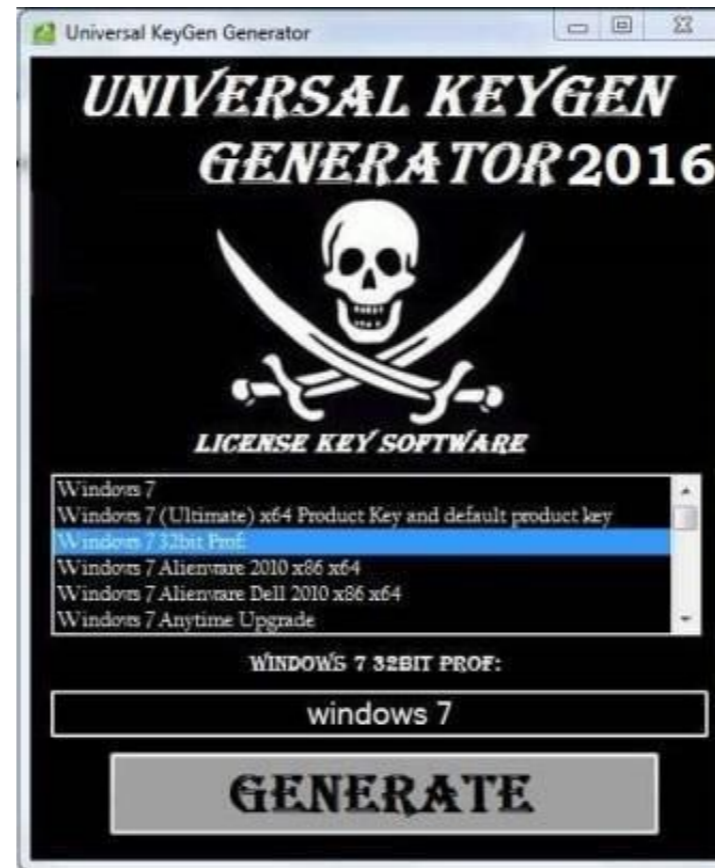 Universal KeyGen Generator
UNIVERSAL KEYGEN
GENERATOR 2016
LICENSE KEY SOFTWARE
Windows 7
Windows 7 (Ultimate) x64 Product Key and default product key
Windows 7 32bit Prof:
Windows 7 Alienware 2010 x86 x64
Windows 7 Alienware Dell 2010 x86 x64
Windows 7 Anytime Upgrade
WINDOWS 7 32BIT PROF:
windows 7
GENERATE